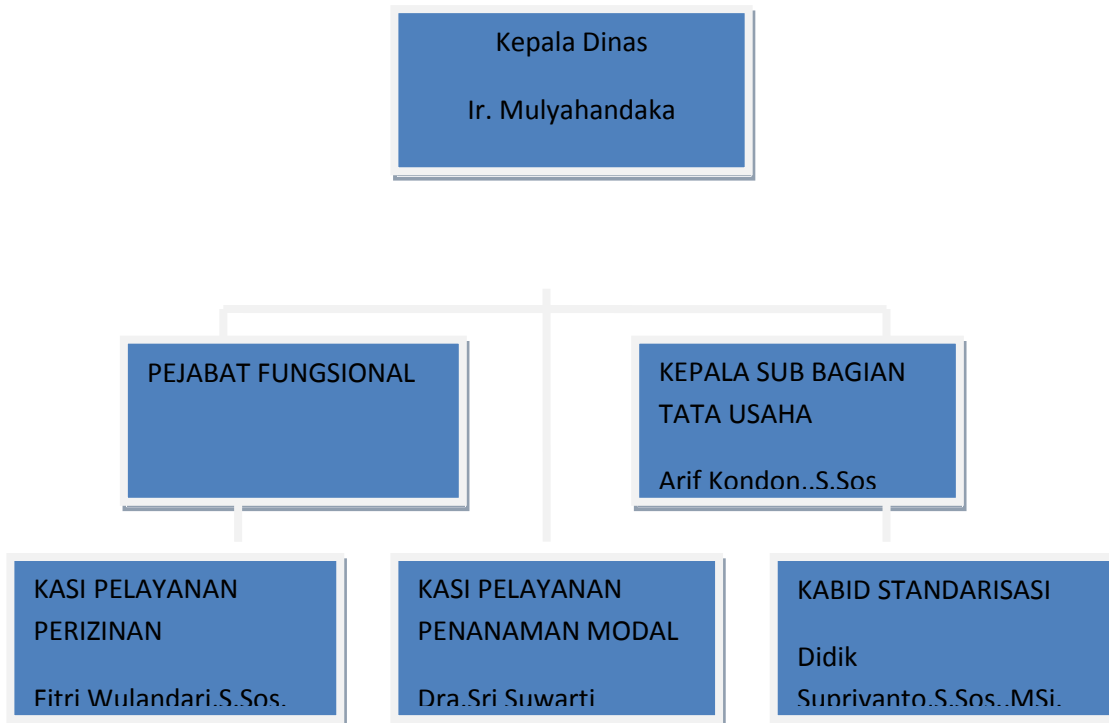 Kepala Dinas
Ir. Mulyahandaka
PEJABAT FUNGSIONAL
KEPALA SUB BAGIAN
TATA USAHA
Arif Kondon..S.Sos
KASI PELAYANAN
PERIZINAN
Fitri Wulandari.S.Sos.
KASI PELAYANAN
PENANAMAN MODAL
Dra.Sri Suwarti
KABID STANDARISASI
Didik
Supriyanto.S.Sos..MSi.